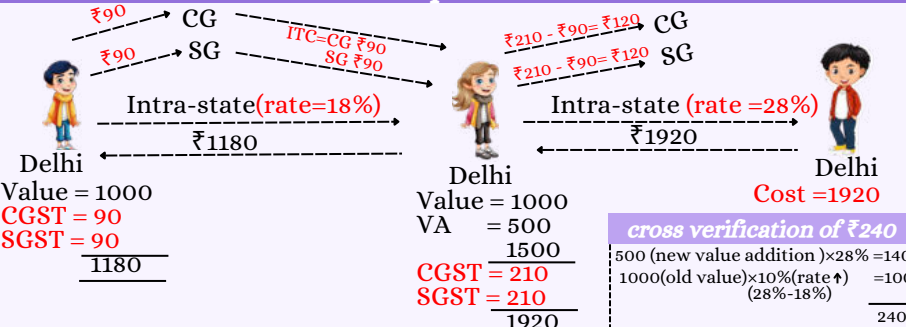 ₹90
CG
₹90
SG
ITC=CG ₹90
SG ₹90
₹210 - ₹90= ₹120
CG
₹210 - ₹90= ₹120
SG
Intra-state(rate=18%)
₹1180
Intra-state (rate =28%)
₹1920
Delhi
Value = 1000
CGST = 90
SGST = 90
1180
Delhi
Value = 1000
VA = 500
1500
CGST = 210
SGST = 210
1920
Delhi
Cost =1920
cross verification of ₹240
500 (new value addition )×28% =140
1000(old value)×10%(rate↑) =100
(28%-18%)
240